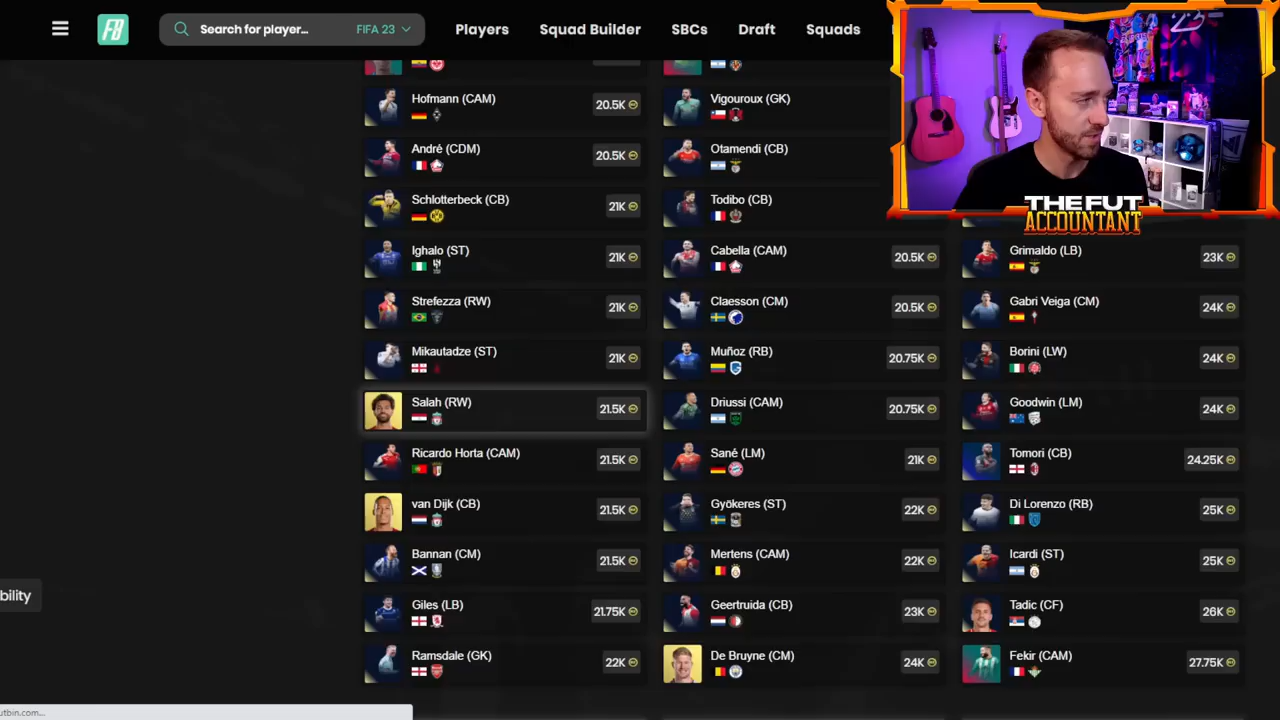 FB
Search for player...
FIFA 23
Players
Squad Builder
SBCs
Draft
Squads
THE FUT
ACCOUNTANT
Hofmann (CAM)
20.5K
André (CDM)
20.5K
Schlotterbeck (CB)
21K
Ighalo (ST)
21K
Strefezza (RW)
21K
Mikautadze (ST)
21K
Salah (RW)
21.5K
Ricardo Horta (CAM)
21.5K
van Dijk (CB)
21.5K
Bannan (CM)
21.5K
Giles (LB)
21.75K
Ramsdale (GK)
22K
Vigouroux (GK)
Otamendi (CB)
Todibo (CB)
Cabella (CAM)
20.5K
Claesson (CM)
20.5K
Muñoz (RB)
20.75K
Driussi (CAM)
20.75K
Sané (LM)
21K
Gyökeres (ST)
22K
Mertens (CAM)
22K
Geertruida (CB)
23K
De Bruyne (CM)
24K
Grimaldo (LB)
23K
Gabri Veiga (CM)
24K
Borini (LW)
24K
Goodwin (LM)
24K
Tomori (CB)
24.25K
Di Lorenzo (RB)
25K
Icardi (ST)
25K
Tadic (CF)
26K
Fekir (CAM)
27.75K
bility
utbin.com...